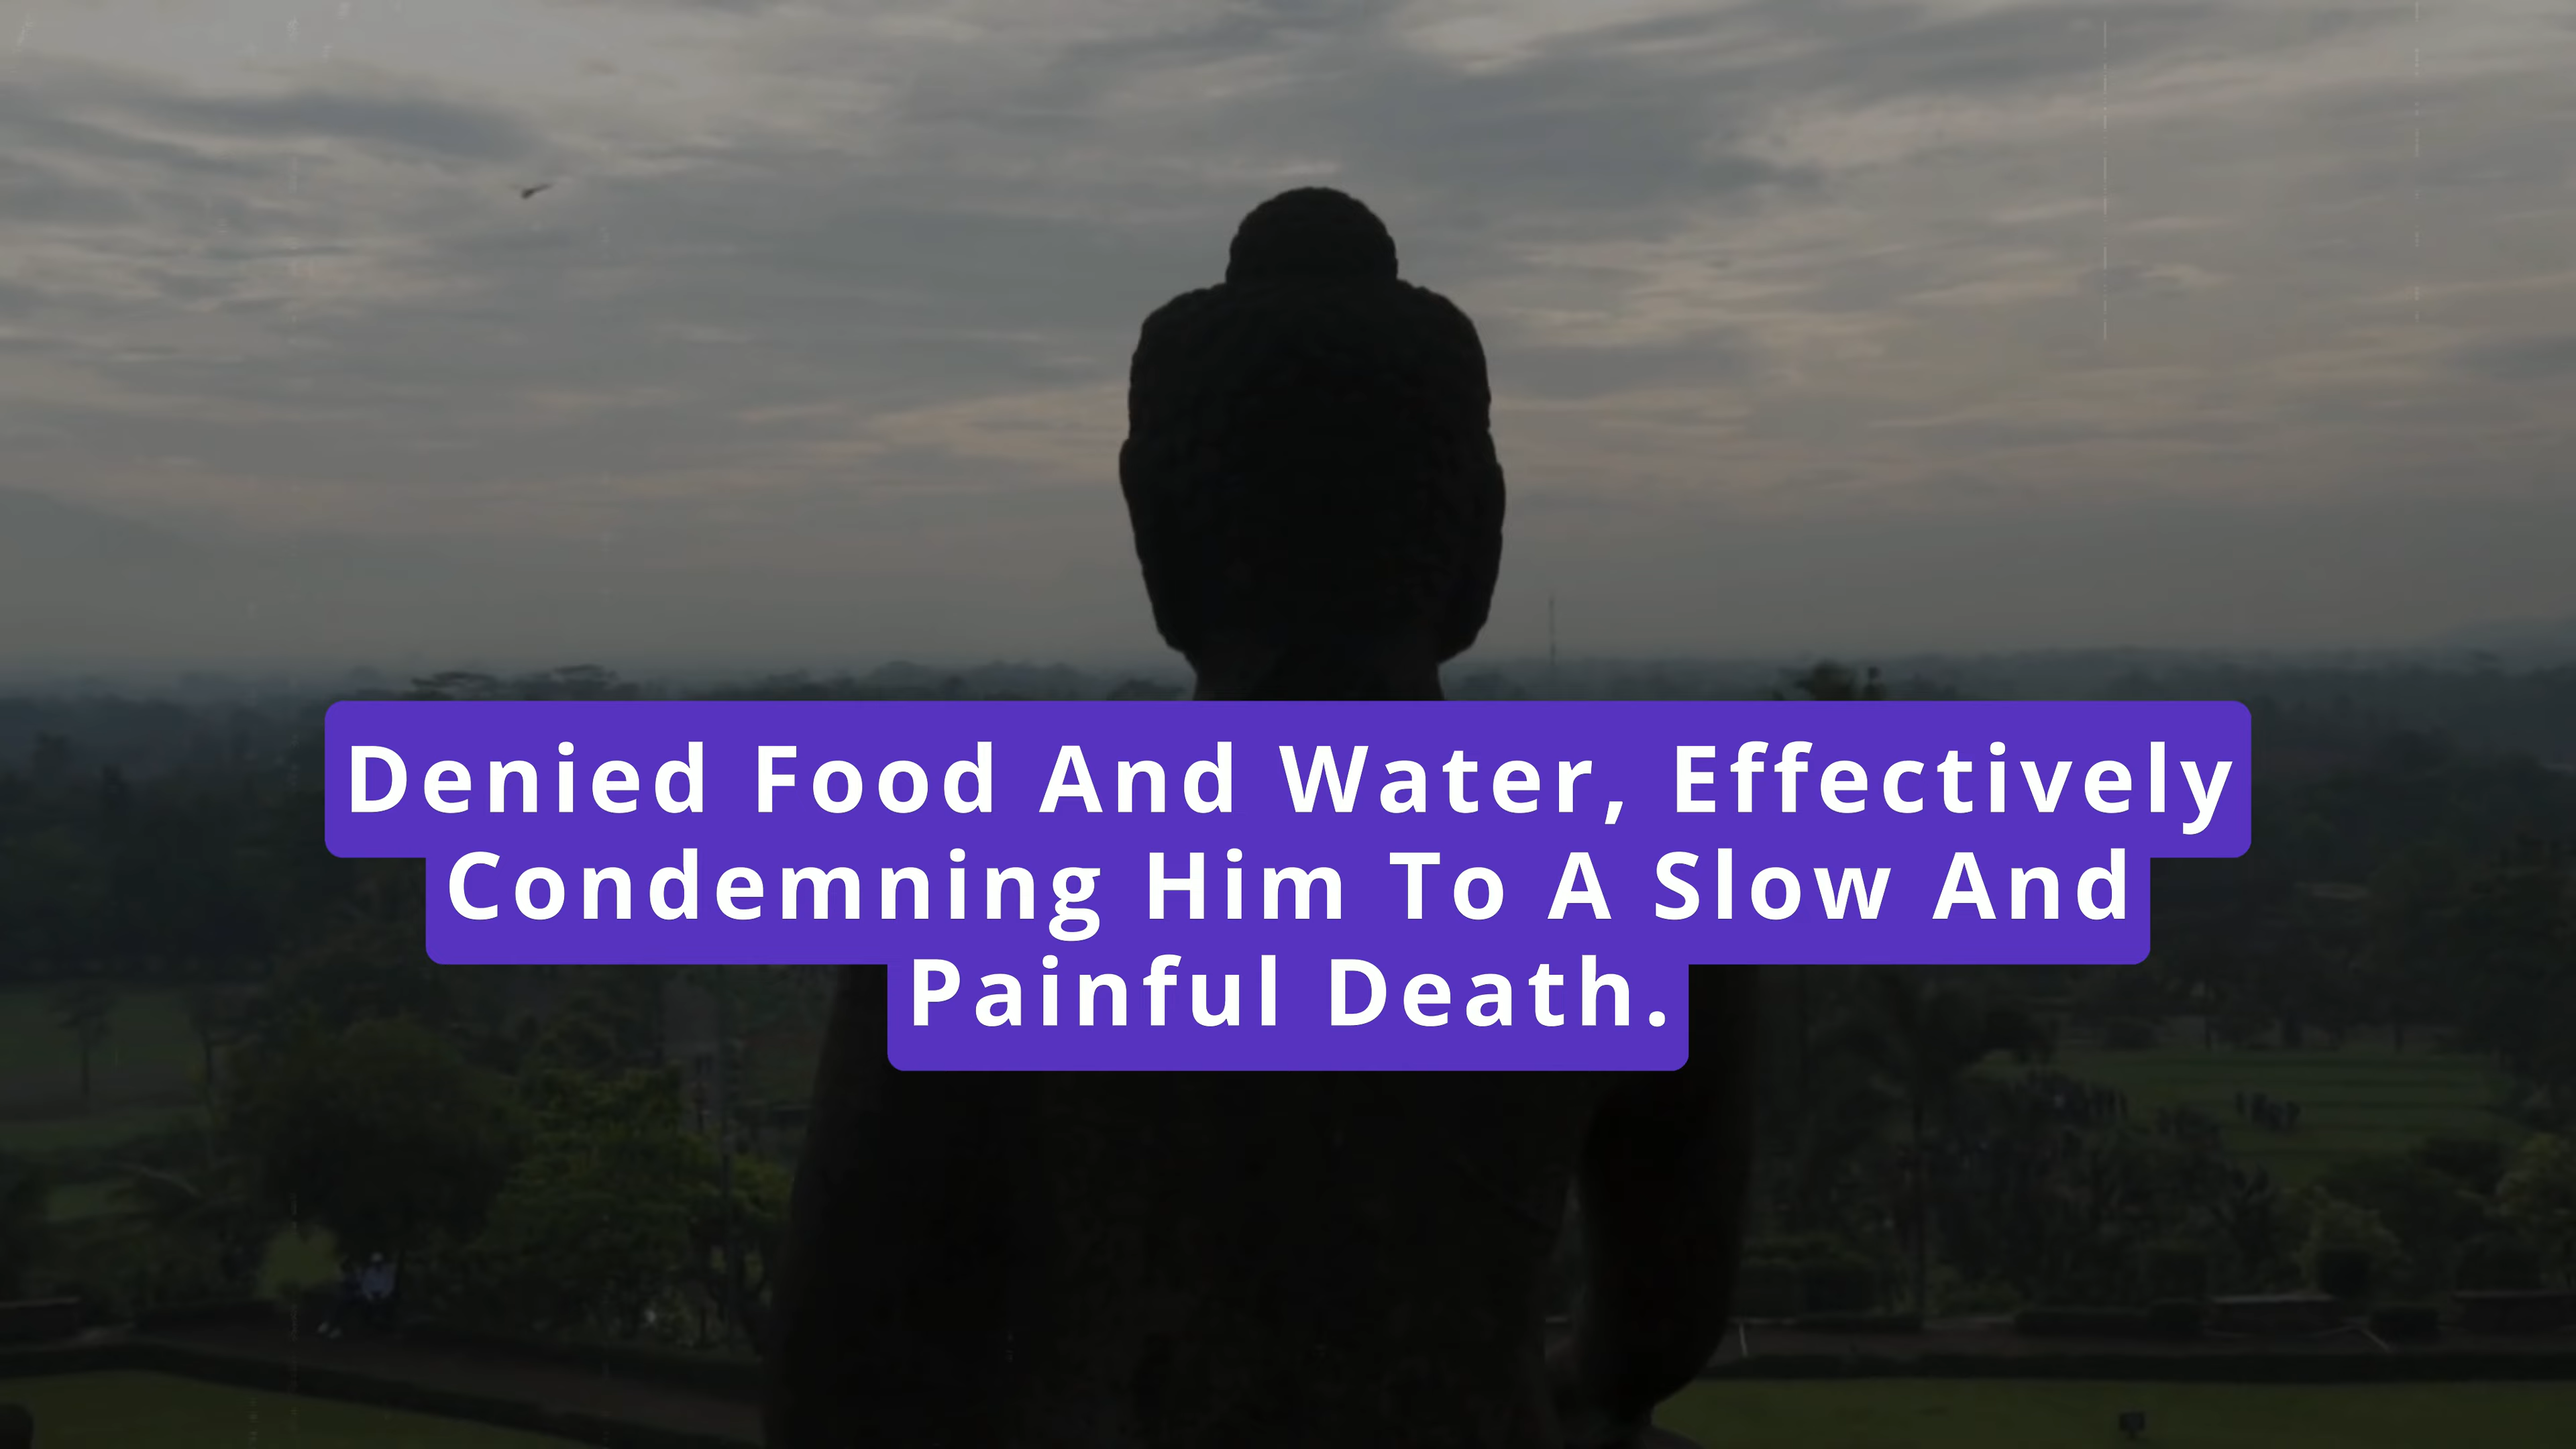 Denied Food And Water, Effectively
Condemning Him To A Slow And
Painful Death.